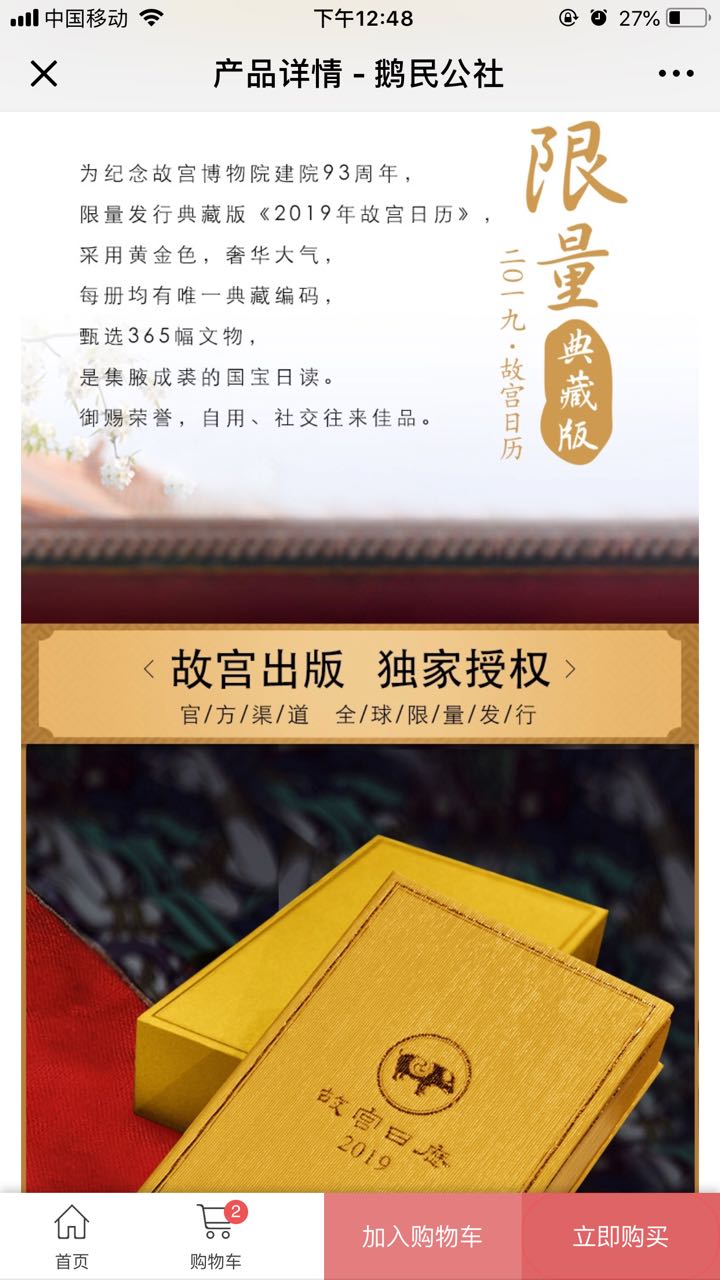 中国移动 下午12:48 27%
产品详情 - 鹅民公社
为纪念故宫博物院建院93周年，
限量发行典藏版《2019年故宫日历》，
采用黄金色，奢华大气，
每册均有唯一典藏编码，
甄选365幅文物，
是集腋成裘的国宝日读。
御赐荣誉，自用、社交往来佳品。
限量
典藏版
二〇一九·故宫日历
故宫出版 独家授权
官/方/渠/道 全/球/限/量/发/行
故宫日历
2019
首页
购物车
2
加入购物车
立即购买